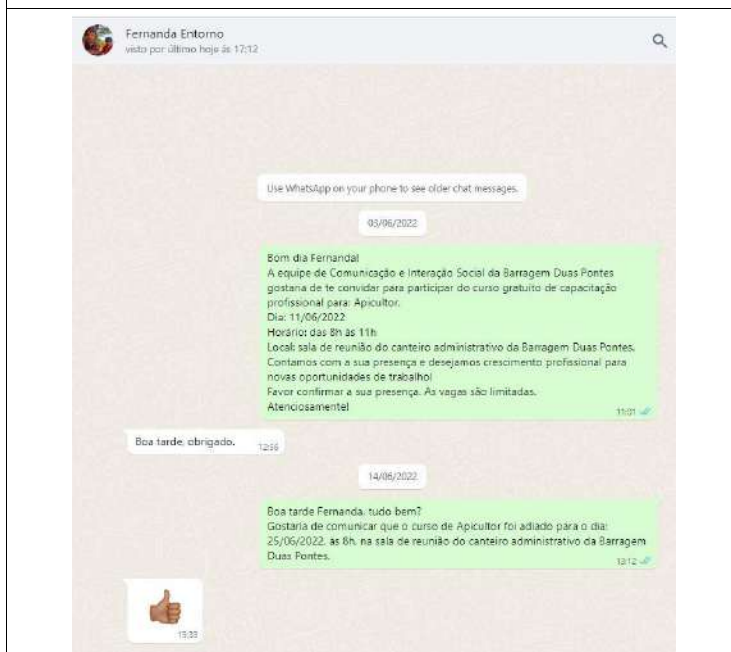 Fernanda Entorno
visto por último hoje às 17:12
Use WhatsApp on your phone to see older chat messages.
03/06/2022
Bom dia Fernanda!
A equipe de Comunicação e Interação Social da Barragem Duas Pontes
gostaria de te convidar para participar do curso gratuito de capacitação
profissional para: Apicultor.
Dia: 11/06/2022
Horário: das 8h às 11h
Local: sala de reunião do canteiro administrativo da Barragem Duas Pontes.
Contamos com a sua presença e desejamos crescimento profissional para
novas oportunidades de trabalho!
Favor confirmar a sua presença. As vagas são limitadas.
Atenciosamente!
11:01
Boa tarde, obrigado.
12:56
14/06/2022
Boa tarde Fernanda, tudo bem?
Gostaria de comunicar que o curso de Apicultor foi adiado para o dia:
25/06/2022, as 8h, na sala de reunião do canteiro administrativo da Barragem
Duas Pontes.
13:12
13:33